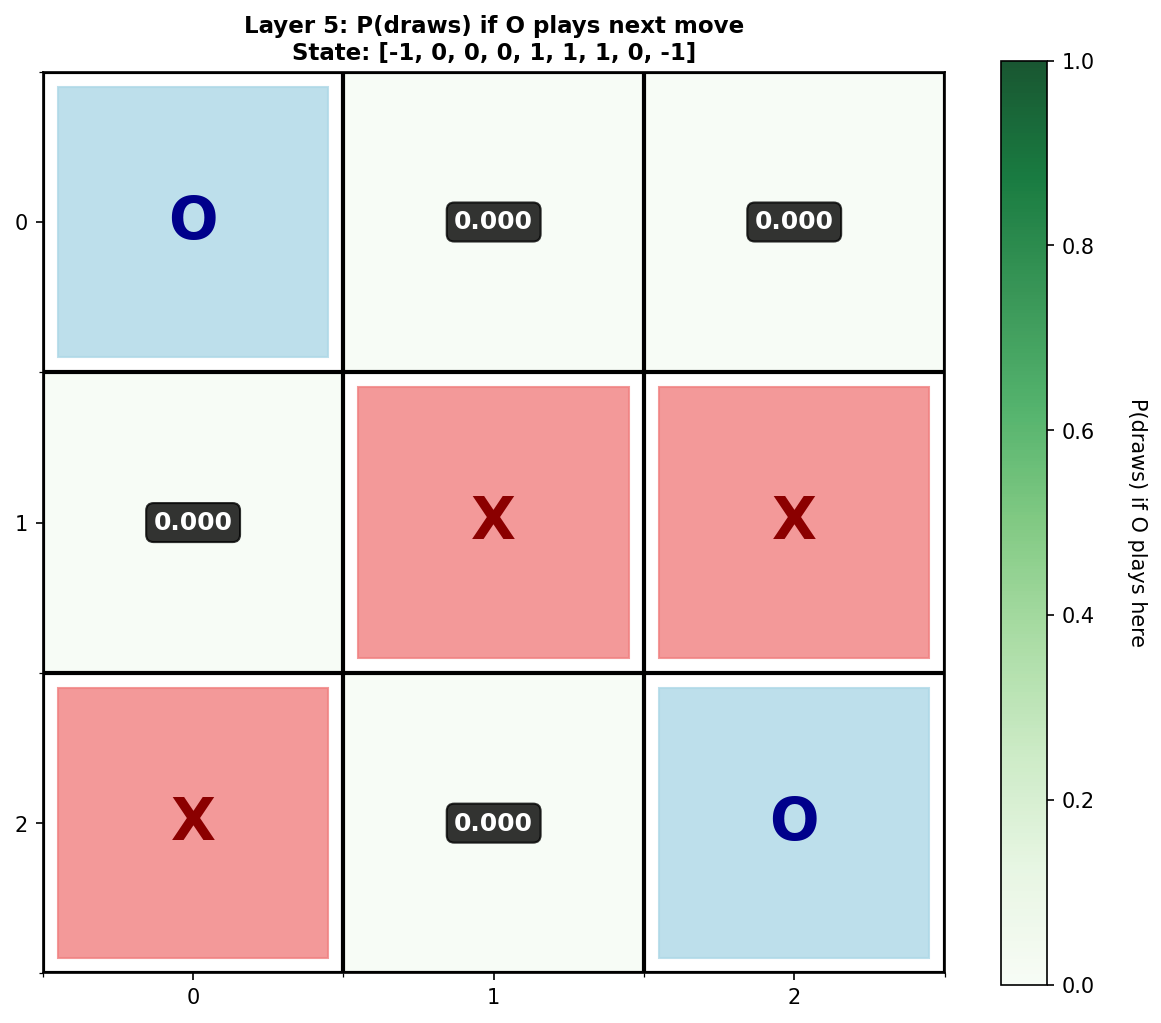 Layer 5: P(draws) if O plays next move
State: [-1, 0, 0, 0, 1, 1, 1, 0, -1]
1.0
0.8
0.6
0.4
0.2
0.0
P(draws) if O plays here
0
O
0.000
0.000
1
0.000
X
X
2
X
0.000
O
0
1
2